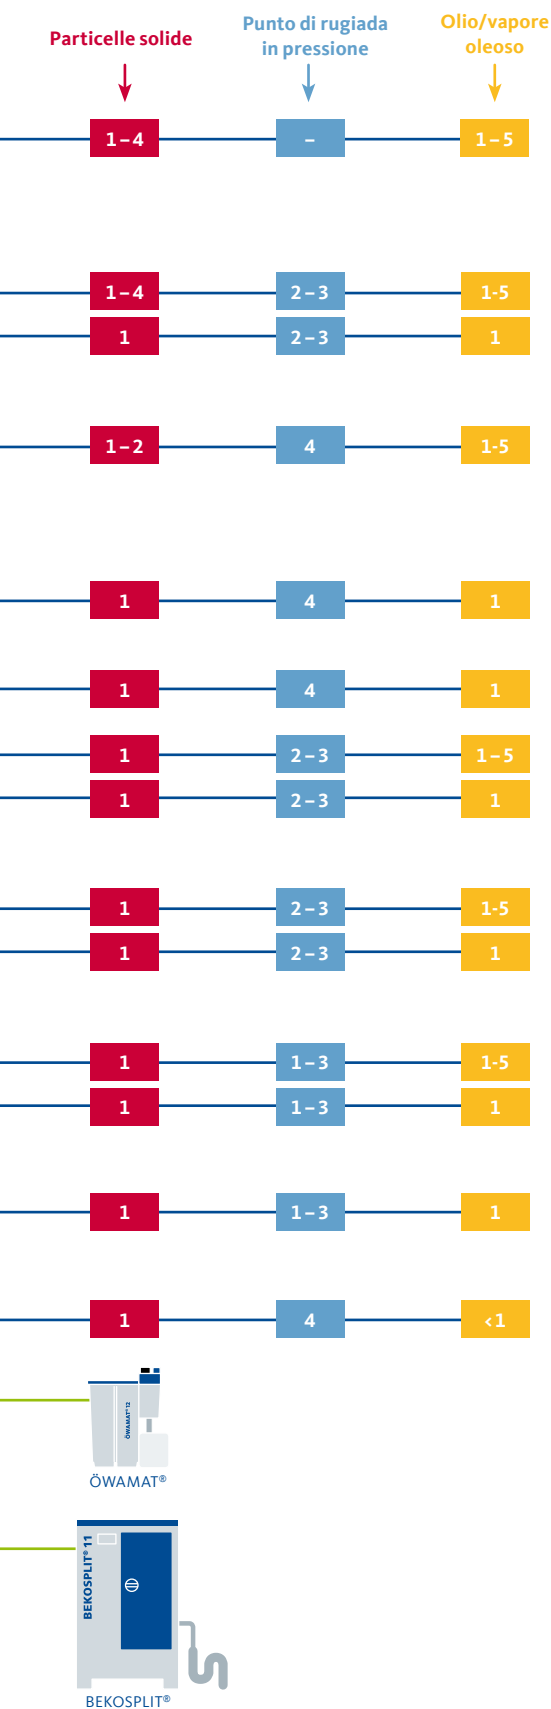 Particelle solide
Punto di rugiada
in pressione
Olio/vapore
oleoso
1–4 – 1–5
1–4 2–3 1-5
1 2–3 1
1–2 4 1-5
1 4 1
1 4 1
1 2–3 1–5
1 2–3 1
1 2–3 1-5
1 2–3 1
1 1–3 1-5
1 1–3 1
1 1–3 1
1 4 <1
ÖWAMAT® 12
ÖWAMAT®
BEKOSPLIT® 11
BEKOSPLIT®